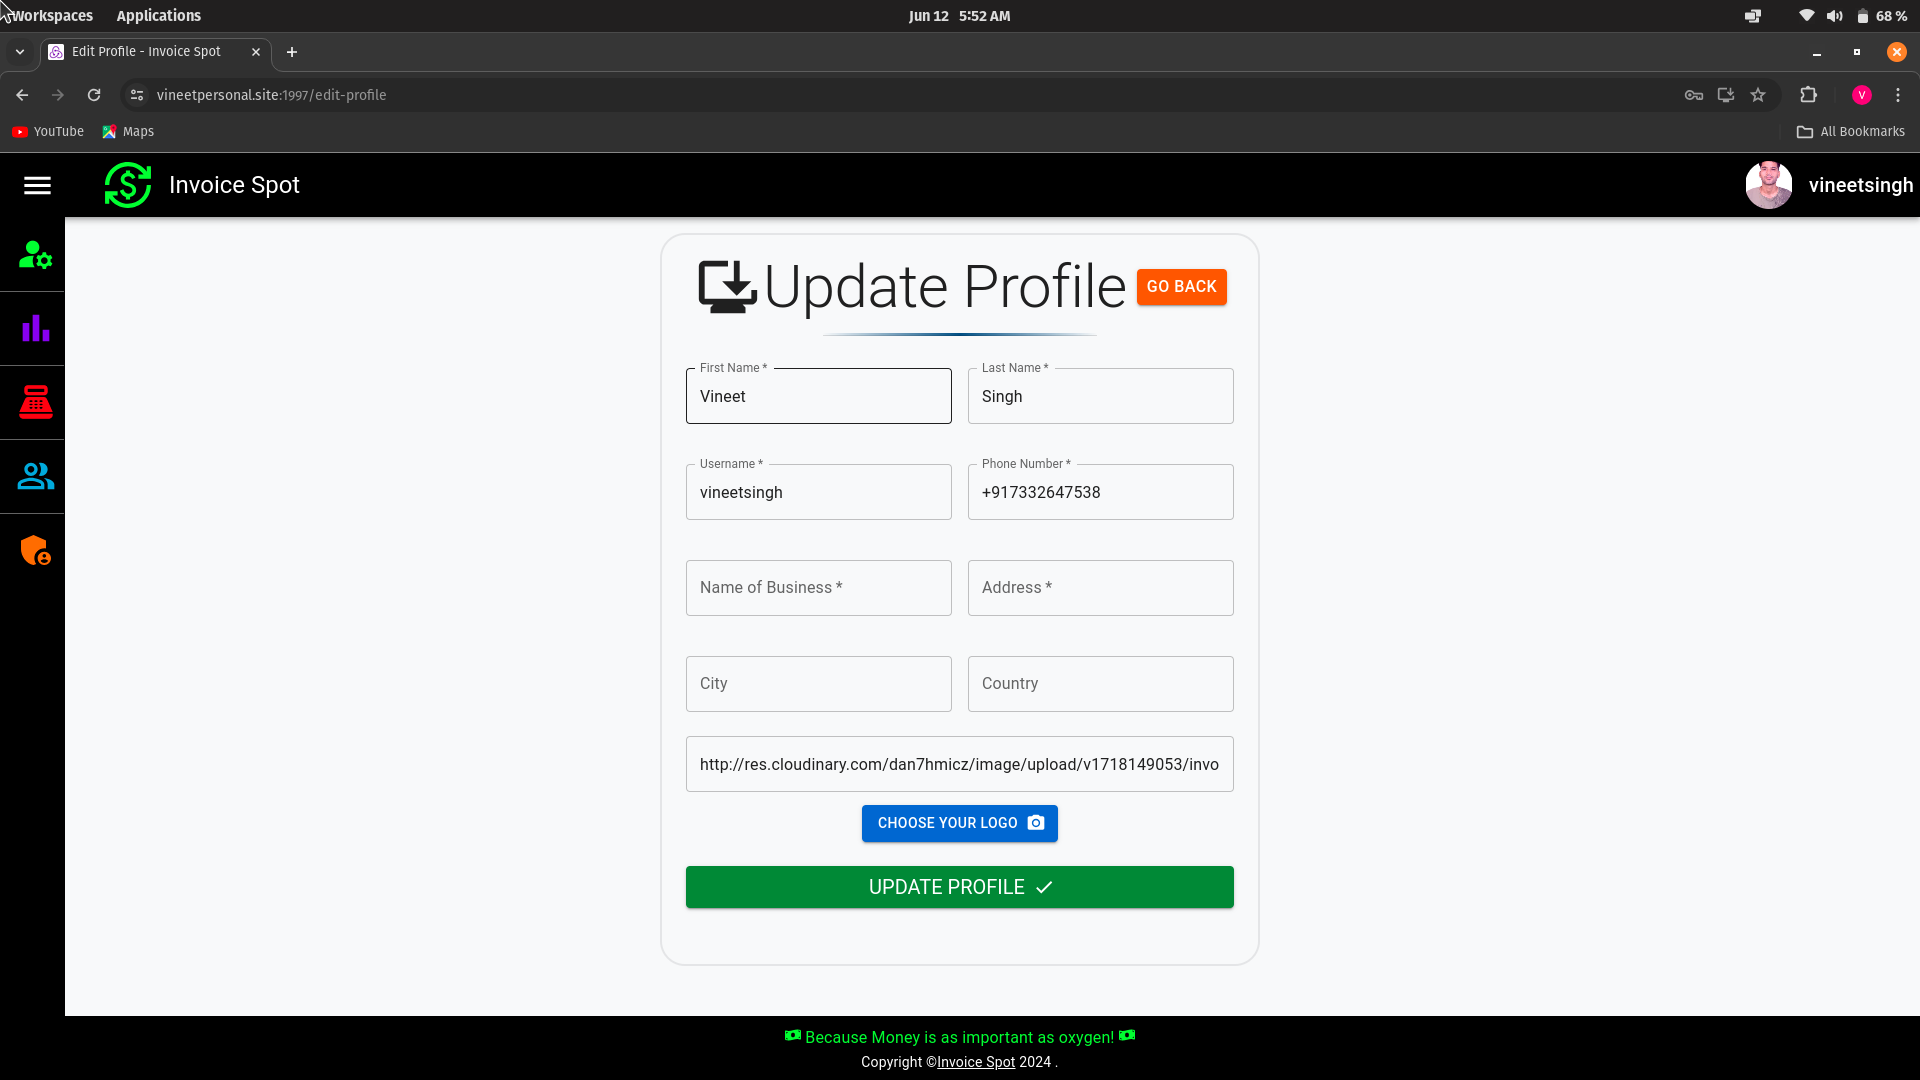 Workspaces Applications Jun 12 5:52 AM 68 %
Edit Profile - Invoice Spot
vineetpersonal.site:1997/edit-profile V
YouTube Maps All Bookmarks
Invoice Spot vineetsingh
Update Profile GO BACK
First Name * Last Name *
Vineet Singh
Username * Phone Number *
vineetsingh +917332647538
Name of Business * Address *
City Country
http://res.cloudinary.com/dan7hmicz/image/upload/v1718149053/invo
CHOOSE YOUR LOGO
UPDATE PROFILE
Because Money is as important as oxygen!
Copyright ©Invoice Spot 2024 .